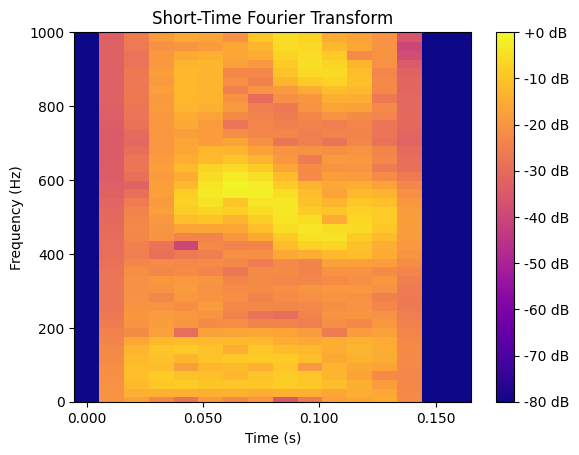 Short-Time Fourier Transform
1000
800
600
400
200
0
Frequency (Hz)
0.000
0.050
0.100
0.150
Time (s)
+0 dB
-10 dB
-20 dB
-30 dB
-40 dB
-50 dB
-60 dB
-70 dB
-80 dB